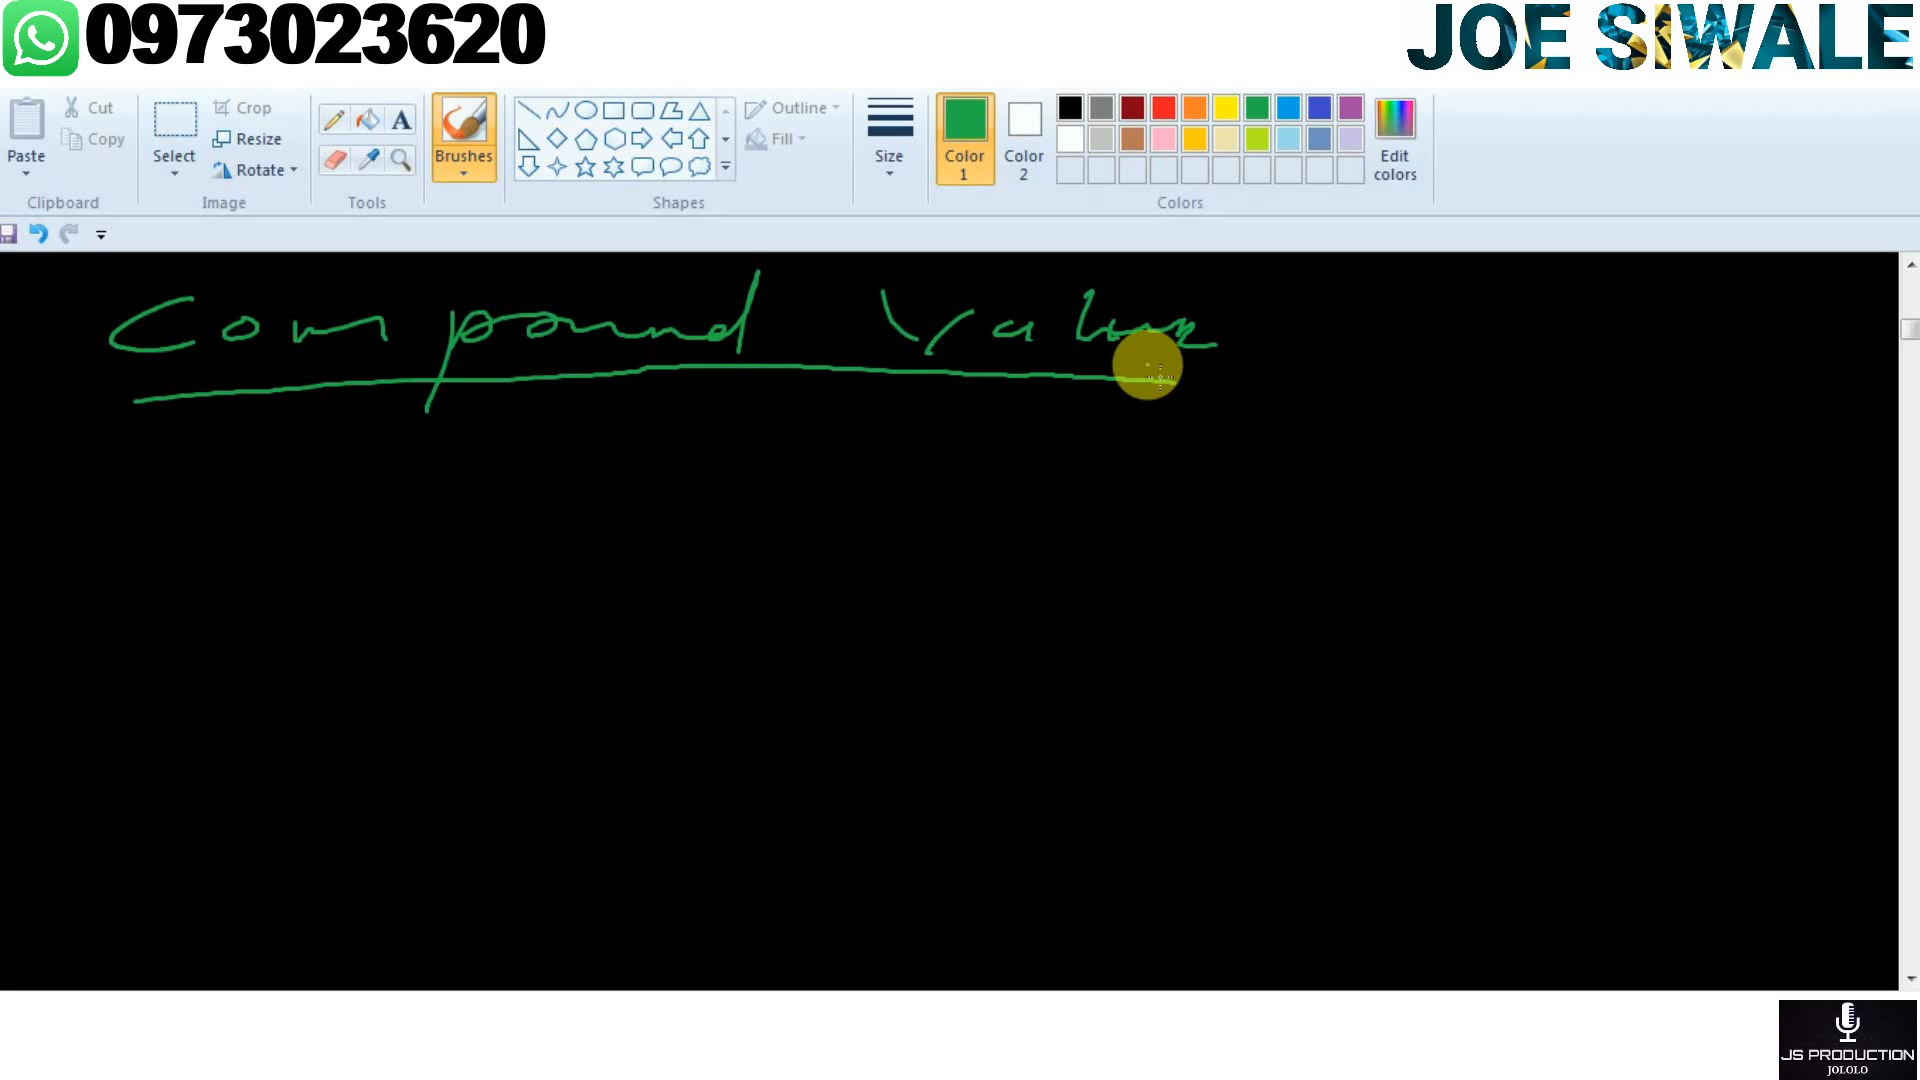 0973023620 JOE SIWALE
Paste Cut Copy Clipboard
Select Crop Resize Rotate Image
A Tools
Brushes
Outline Fill Shapes
Size
Color 1 Color 2 Edit colors Colors
Compound Value
JS PRODUCTION
JOLOLO